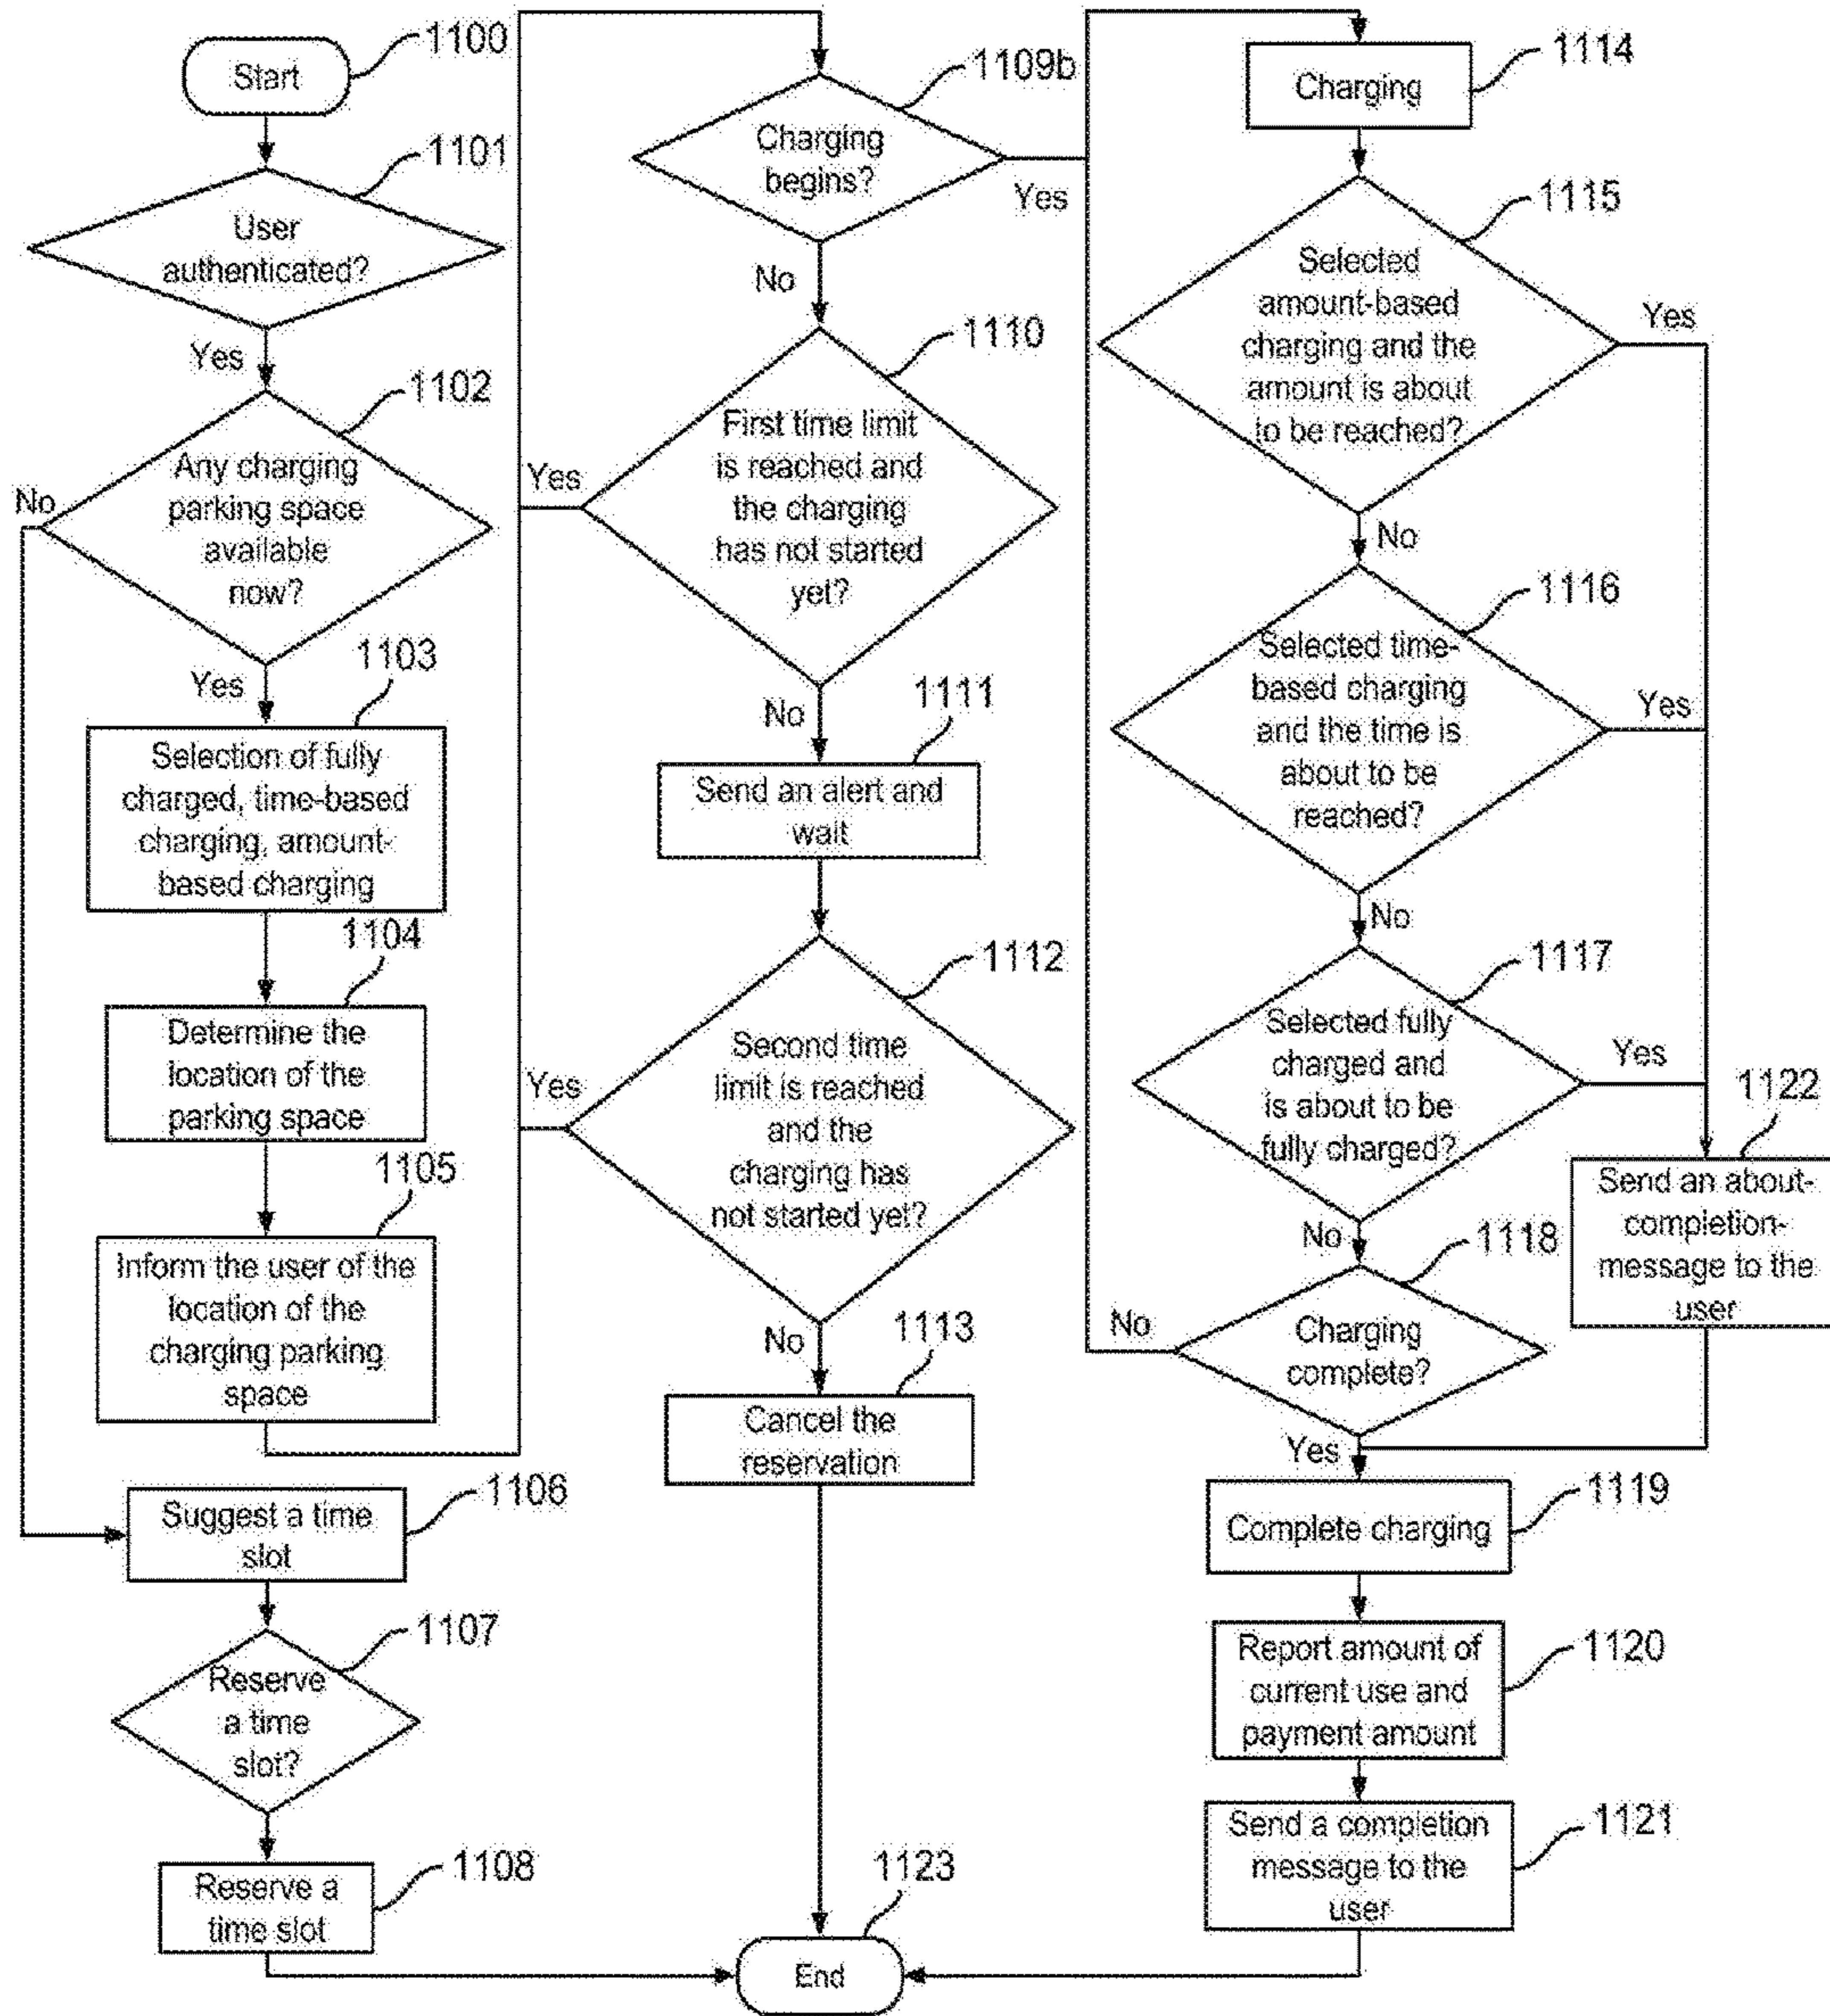 1100
Start
1101
User
authenticated?
Yes
1102
Any charging
parking space
available
now?
No
Yes
1103
Selection of fully
charged, time-based
charging, amount-
based charging
1104
Determine the
location of the
parking space
1105
Inform the user of the
location of the
charging parking
space
1106
Suggest a time
slot
1107
Reserve
a time
slot?
1108
Reserve a
time slot
1109b
Charging
begins?
Yes
No
1110
First time limit
is reached and
the charging
has not started
yet?
Yes
No
1111
Send an alert and
wait
1112
Second time
limit is reached
and the
charging has
not started yet?
Yes
No
1113
Cancel the
reservation
1123
End
1114
Charging
1115
Selected
amount-based
charging and the
amount is about
to be reached?
Yes
No
1116
Selected time-
based charging
and the time is
about to be
reached?
Yes
No
1117
Selected fully
charged and
is about to be
fully charged?
Yes
No
1122
Send an about-
completion-
message to the
user
1118
Charging
complete?
No
Yes
1119
Complete charging
1120
Report amount of
current use and
payment amount
1121
Send a completion
message to the
user